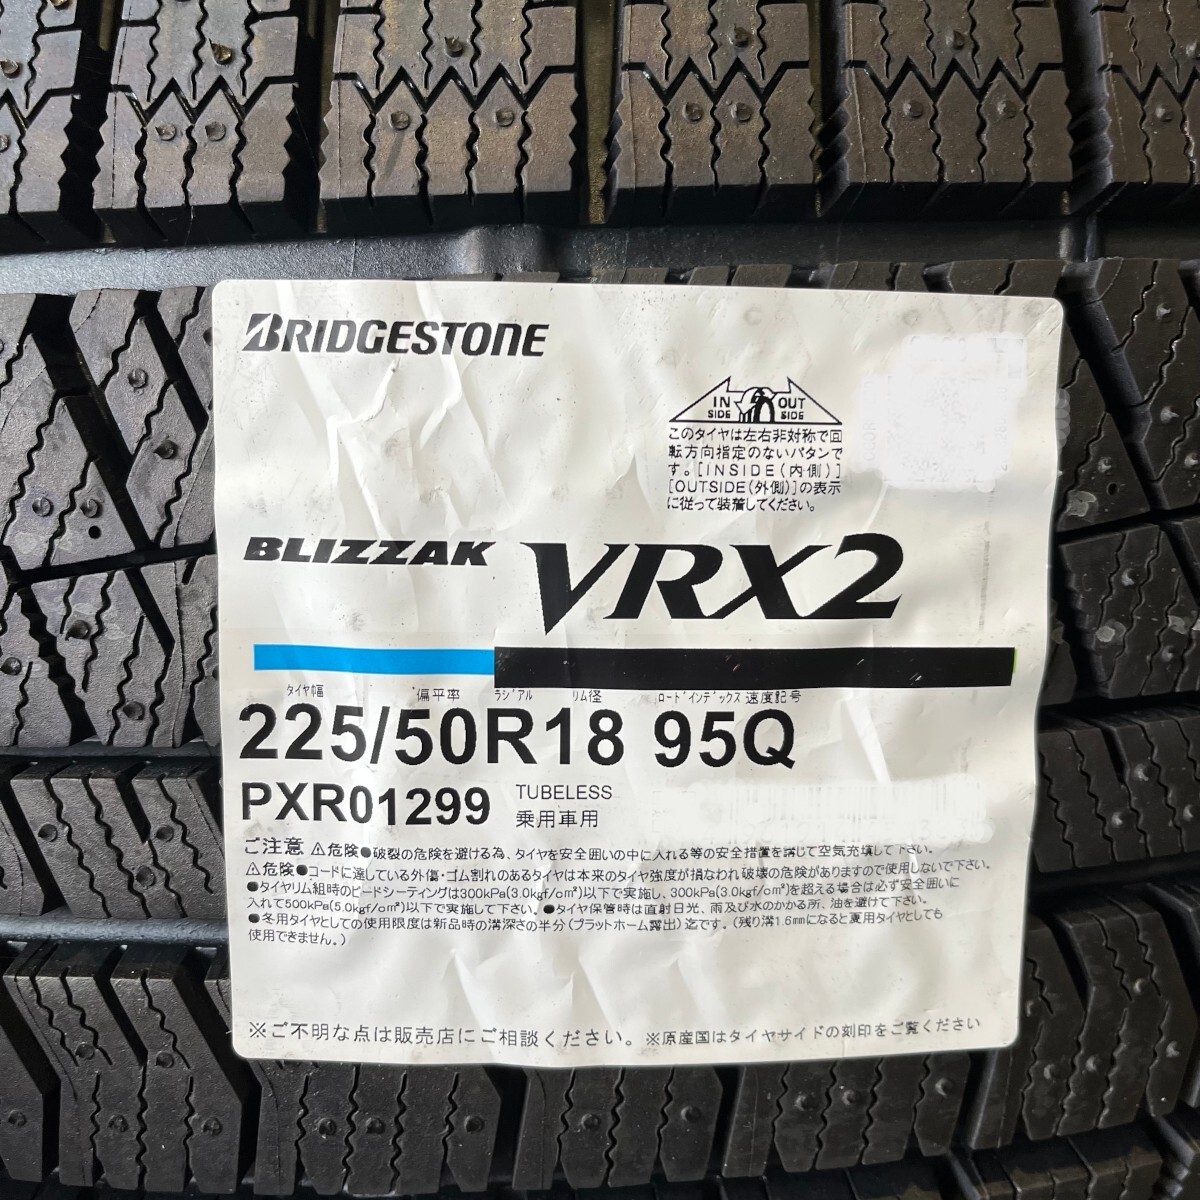 BRIDGESTONE
IN OUT
SIDE SIDE
このタイヤは左右非対称で回
転方向指定のないパタンで
す。[INSIDE(内側)]
[OUTSIDE(外側)]の表示
に従って装着してください。
BLIZZAK VRX2
タイヤ幅 偏平率 ラジアル リム径 ロードインデックス 速度記号
225/50R18 95Q
PXR01299 TUBELESS
乗用車用
ご注意 ⚠危険●破裂の危険を避ける為、タイヤを安全囲いの中に入れる等の安全措置を講じて空気充填して下さい。
⚠危険●コードに達している外傷・ゴム割れのあるタイヤは本来のタイヤ強度が損なわれ破壊の危険がありますので使用しないで下さい。
●タイヤリム組時のビードシーティングは300kPa(3.0kgf/c㎡)以下で実施し、300kPa(3.0kgf/c㎡)を超える場合は必ず安全囲いに
入れて500kPa(5.0kgf/c㎡)以下で実施して下さい。●タイヤ保管時は直射日光、雨及び水のかかる所、油を避けて下さい。
●冬用タイヤとしての使用限度は新品時の溝深さの半分(プラットホーム露出)迄です。(残り溝1.6mmになると夏用タイヤとしても
使用できません。)
※ご不明な点は販売店にご相談ください。 ※原産国はタイヤサイドの刻印をご覧ください